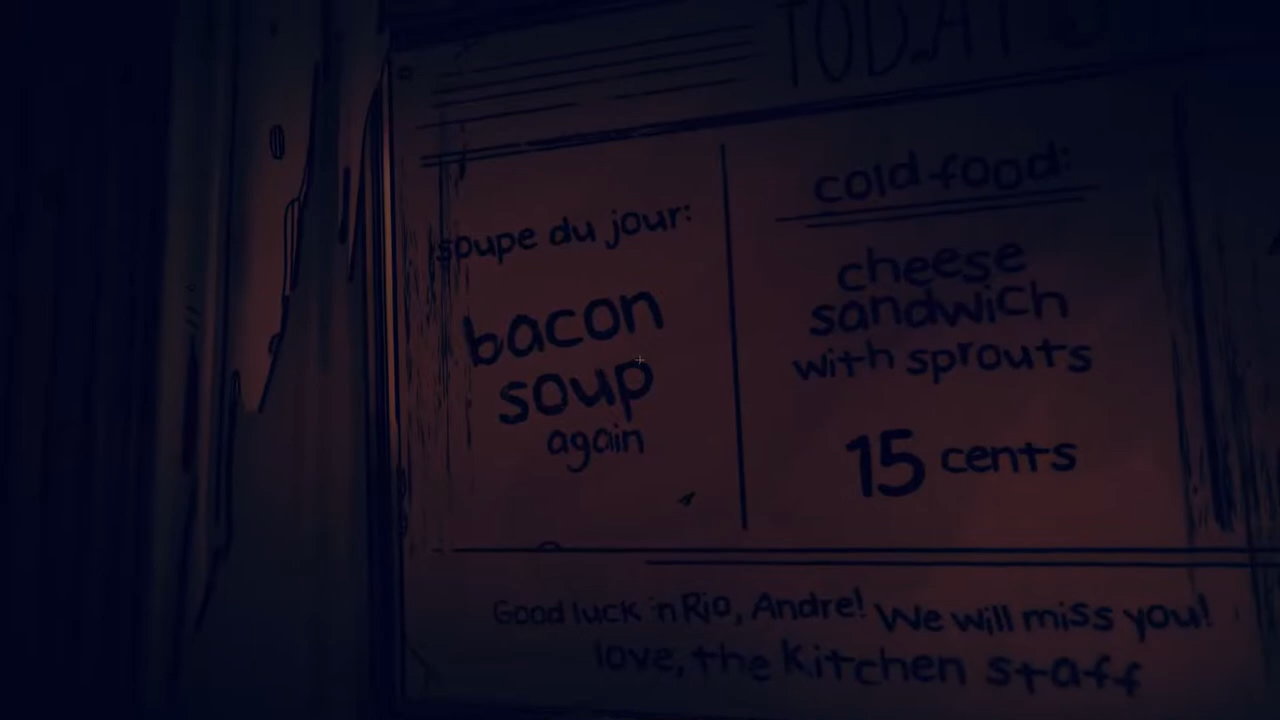 TODAY'S
soupe du jour:
bacon
soup
again
cold food:
cheese
sandwich
with sprouts
15 cents
Good luck in Rio, Andre! We will miss you!
love, the Kitchen staff